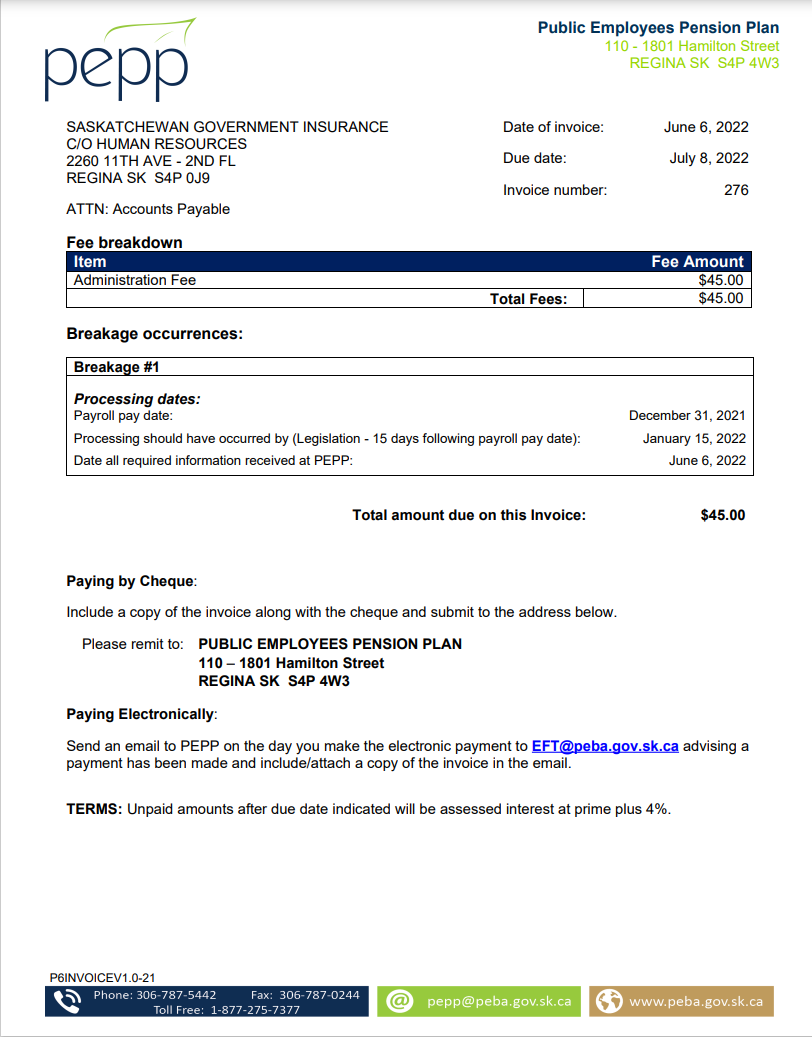 pepp
Public Employees Pension Plan
110 - 1801 Hamilton Street
REGINA SK  S4P 4W3
SASKATCHEWAN GOVERNMENT INSURANCE
C/O HUMAN RESOURCES
2260 11TH AVE - 2ND FL
REGINA SK  S4P 0J9
ATTN: Accounts Payable
Date of invoice: June 6, 2022
Due date: July 8, 2022
Invoice number: 276
Fee breakdown
Item Fee Amount
Administration Fee $45.00
Total Fees: $45.00
Breakage occurrences:
Breakage #1
Processing dates:
Payroll pay date: December 31, 2021
Processing should have occurred by (Legislation - 15 days following payroll pay date): January 15, 2022
Date all required information received at PEPP: June 6, 2022
Total amount due on this Invoice: $45.00
Paying by Cheque:
Include a copy of the invoice along with the cheque and submit to the address below.
Please remit to: PUBLIC EMPLOYEES PENSION PLAN
110 – 1801 Hamilton Street
REGINA SK  S4P 4W3
Paying Electronically:
Send an email to PEPP on the day you make the electronic payment to EFT@peba.gov.sk.ca advising a
payment has been made and include/attach a copy of the invoice in the email.
TERMS: Unpaid amounts after due date indicated will be assessed interest at prime plus 4%.
P6INVOICEV1.0-21
Phone: 306-787-5442 Fax: 306-787-0244
Toll Free: 1-877-275-7377
pepp@peba.gov.sk.ca
www.peba.gov.sk.ca